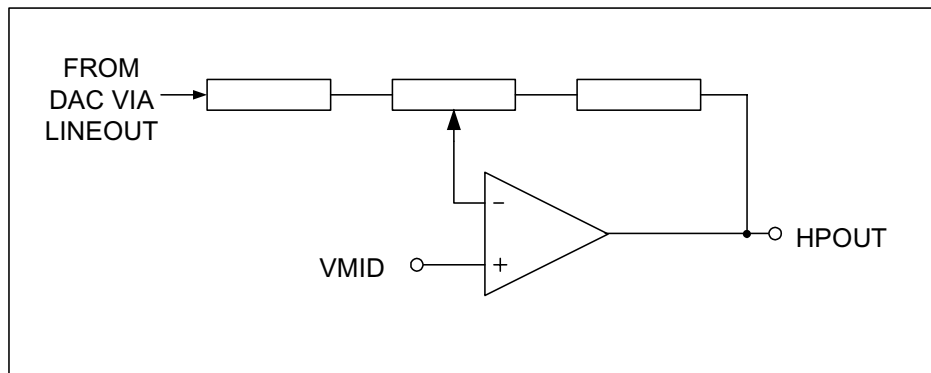 FROM
DAC VIA
LINEOUT
−
+
VMID
HPOUT